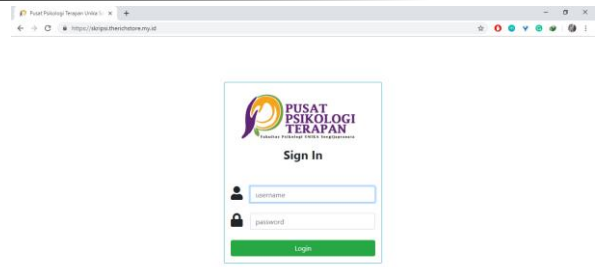 Pusat Psikologi Terapan Unika S
https://skripsi.therichstore.my.id
PUSAT
PSIKOLOGI
TERAPAN
Fakultas Psikologi UNIKA Soegijapranata
Sign In
username
password
Login